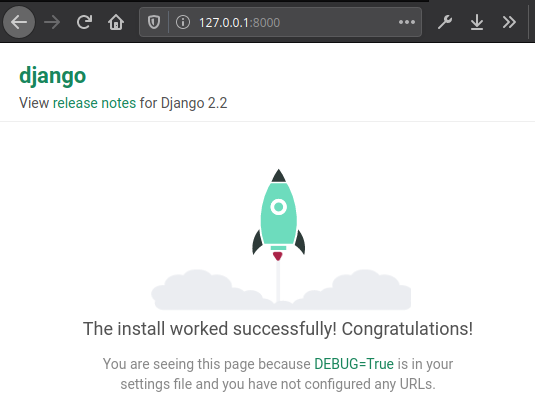 127.0.0.1:8000
django
View release notes for Django 2.2
The install worked successfully! Congratulations!
You are seeing this page because DEBUG=True is in your
settings file and you have not configured any URLs.